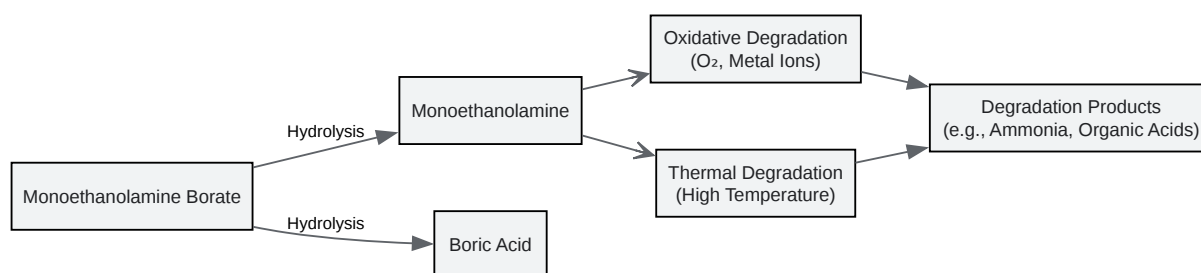 Oxidative Degradation
(O₂, Metal Ions)
Monoethanolamine
Degradation Products
(e.g., Ammonia, Organic Acids)
Hydrolysis
Monoethanolamine Borate
Thermal Degradation
(High Temperature)
Hydrolysis
Boric Acid